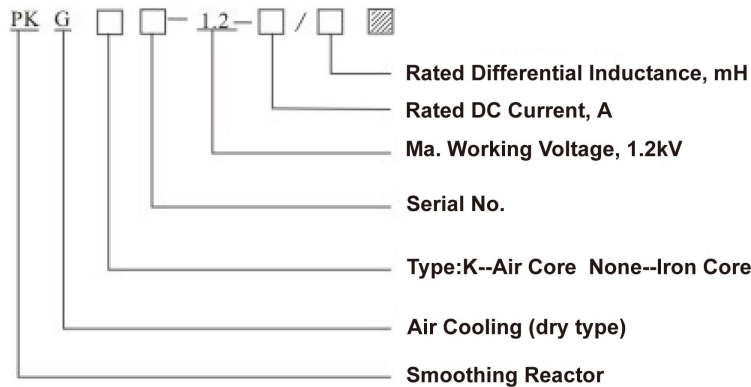 PK G □ □ — 1.2 — □ / □
Rated Differential Inductance, mH
Rated DC Current, A
Ma. Working Voltage, 1.2kV
Serial No.
Type:K--Air Core None--Iron Core
Air Cooling (dry type)
Smoothing Reactor